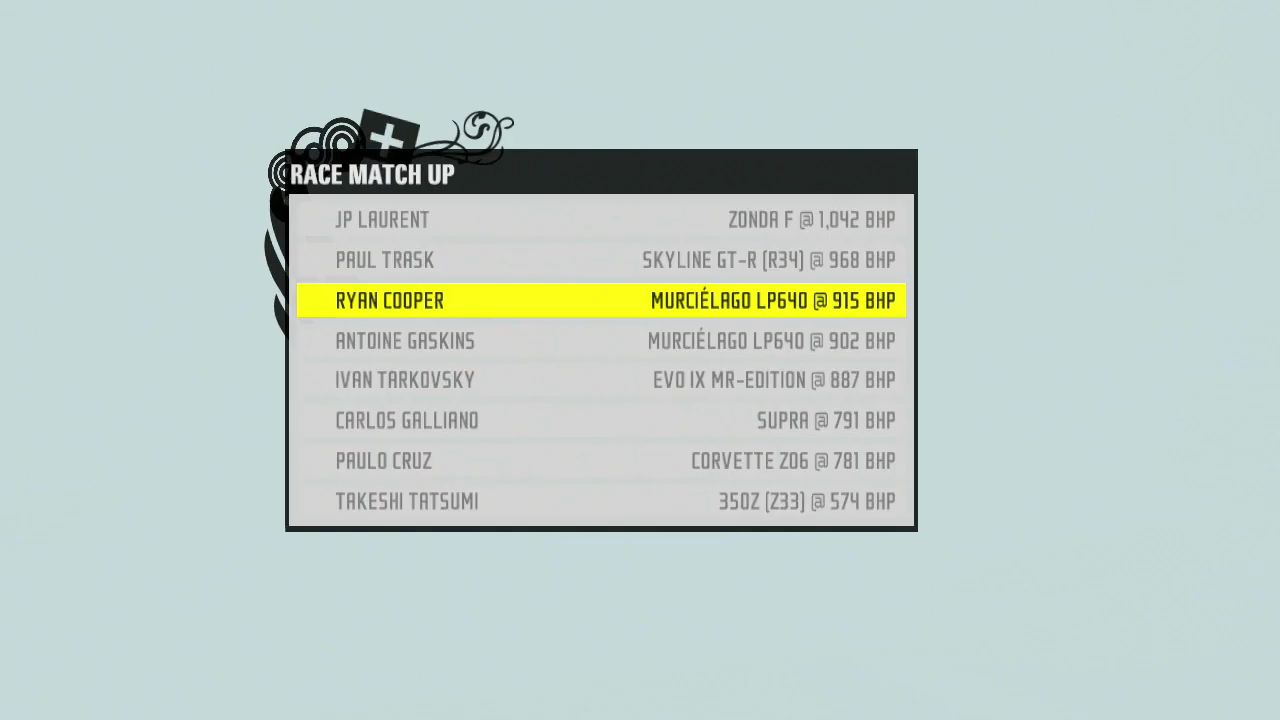 RACE MATCH UP
JP LAURENT ZONDA F @ 1,042 BHP
PAUL TRASK SKYLINE GT-R (R34) @ 968 BHP
RYAN COOPER MURCIÉLAGO LP640 @ 915 BHP
ANTOINE GASKINS MURCIÉLAGO LP640 @ 902 BHP
IVAN TARKOVSKY EVO IX MR-EDITION @ 887 BHP
CARLOS GALLIANO SUPRA @ 791 BHP
PAULO CRUZ CORVETTE Z06 @ 781 BHP
TAKESHI TATSUMI 350Z (Z33) @ 574 BHP